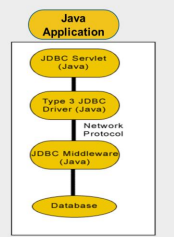 Java
Application
JDBC Servlet
(Java)
Type 3 JDBC
Driver (Java)
Network
Protocol
JDBC Middleware
(Java)
Database